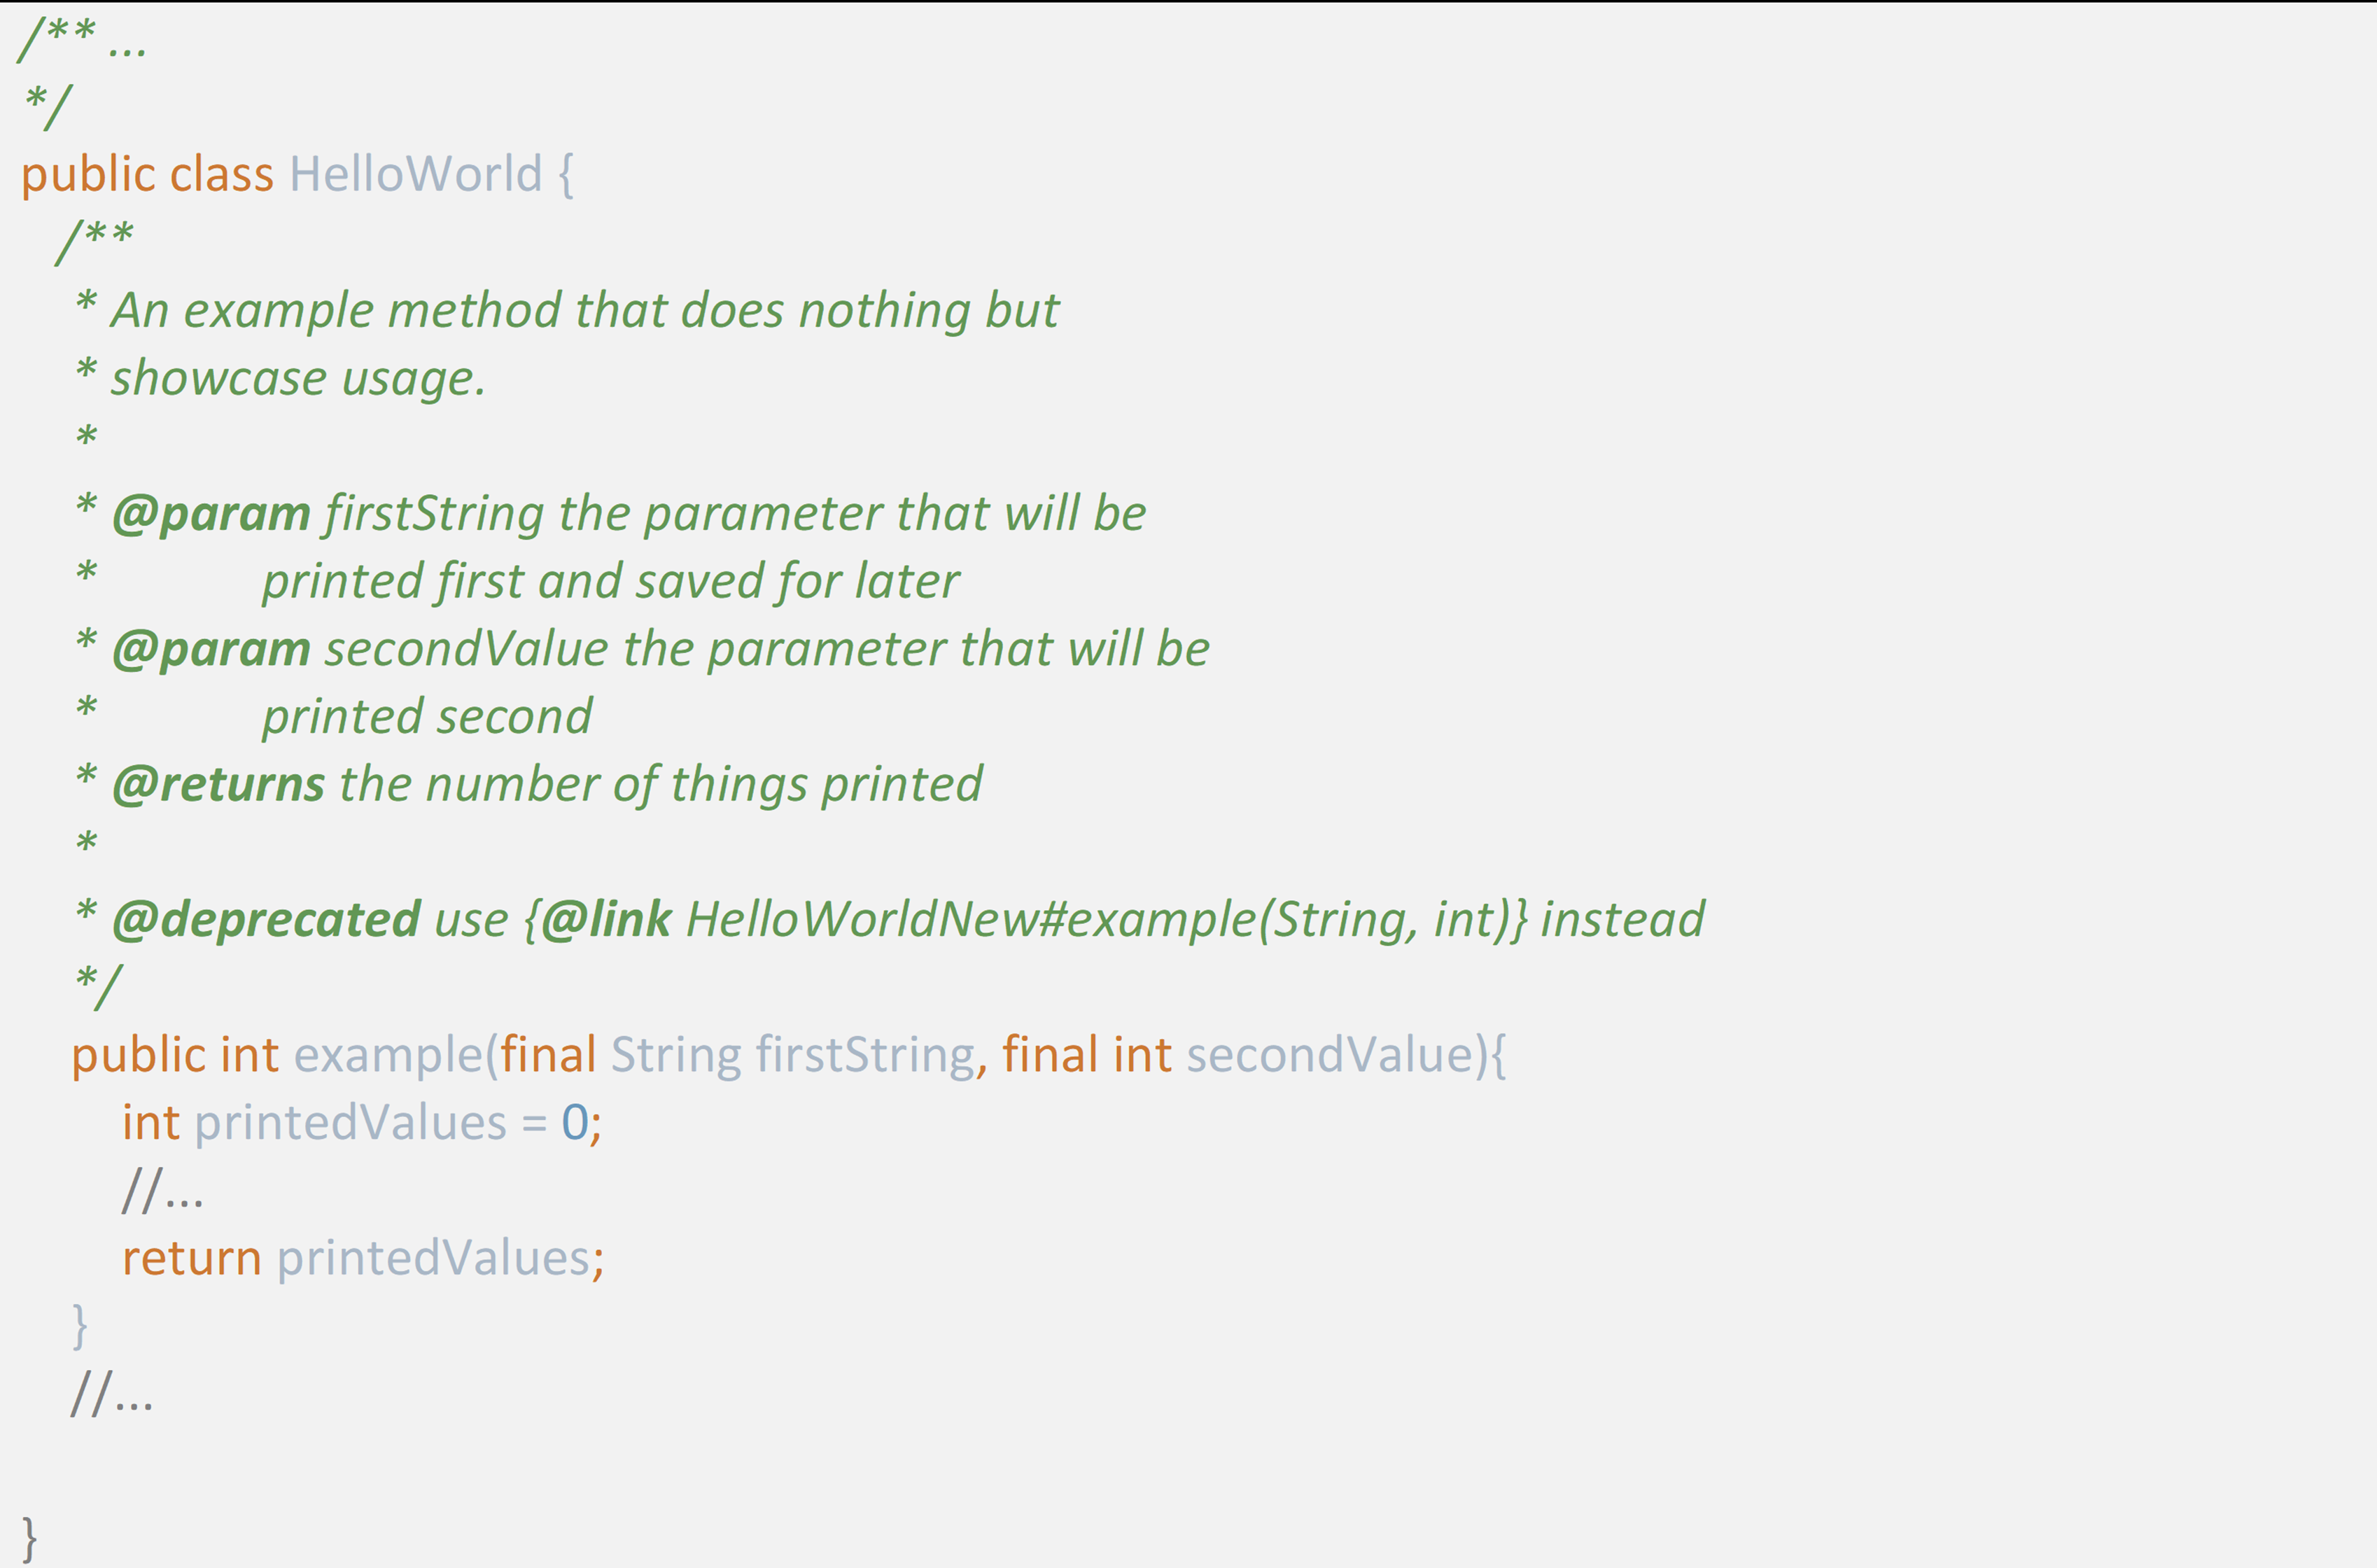 /** ...
*/
public class HelloWorld {
/**
* An example method that does nothing but
* showcase usage.
*
* @param firstString the parameter that will be
* printed first and saved for later
* @param secondValue the parameter that will be
* printed second
* @returns the number of things printed
*
* @deprecated use {@link HelloWorldNew#example(String, int)} instead
*/
public int example(final String firstString, final int secondValue){
int printedValues = 0;
//...
return printedValues;
}
//...
}